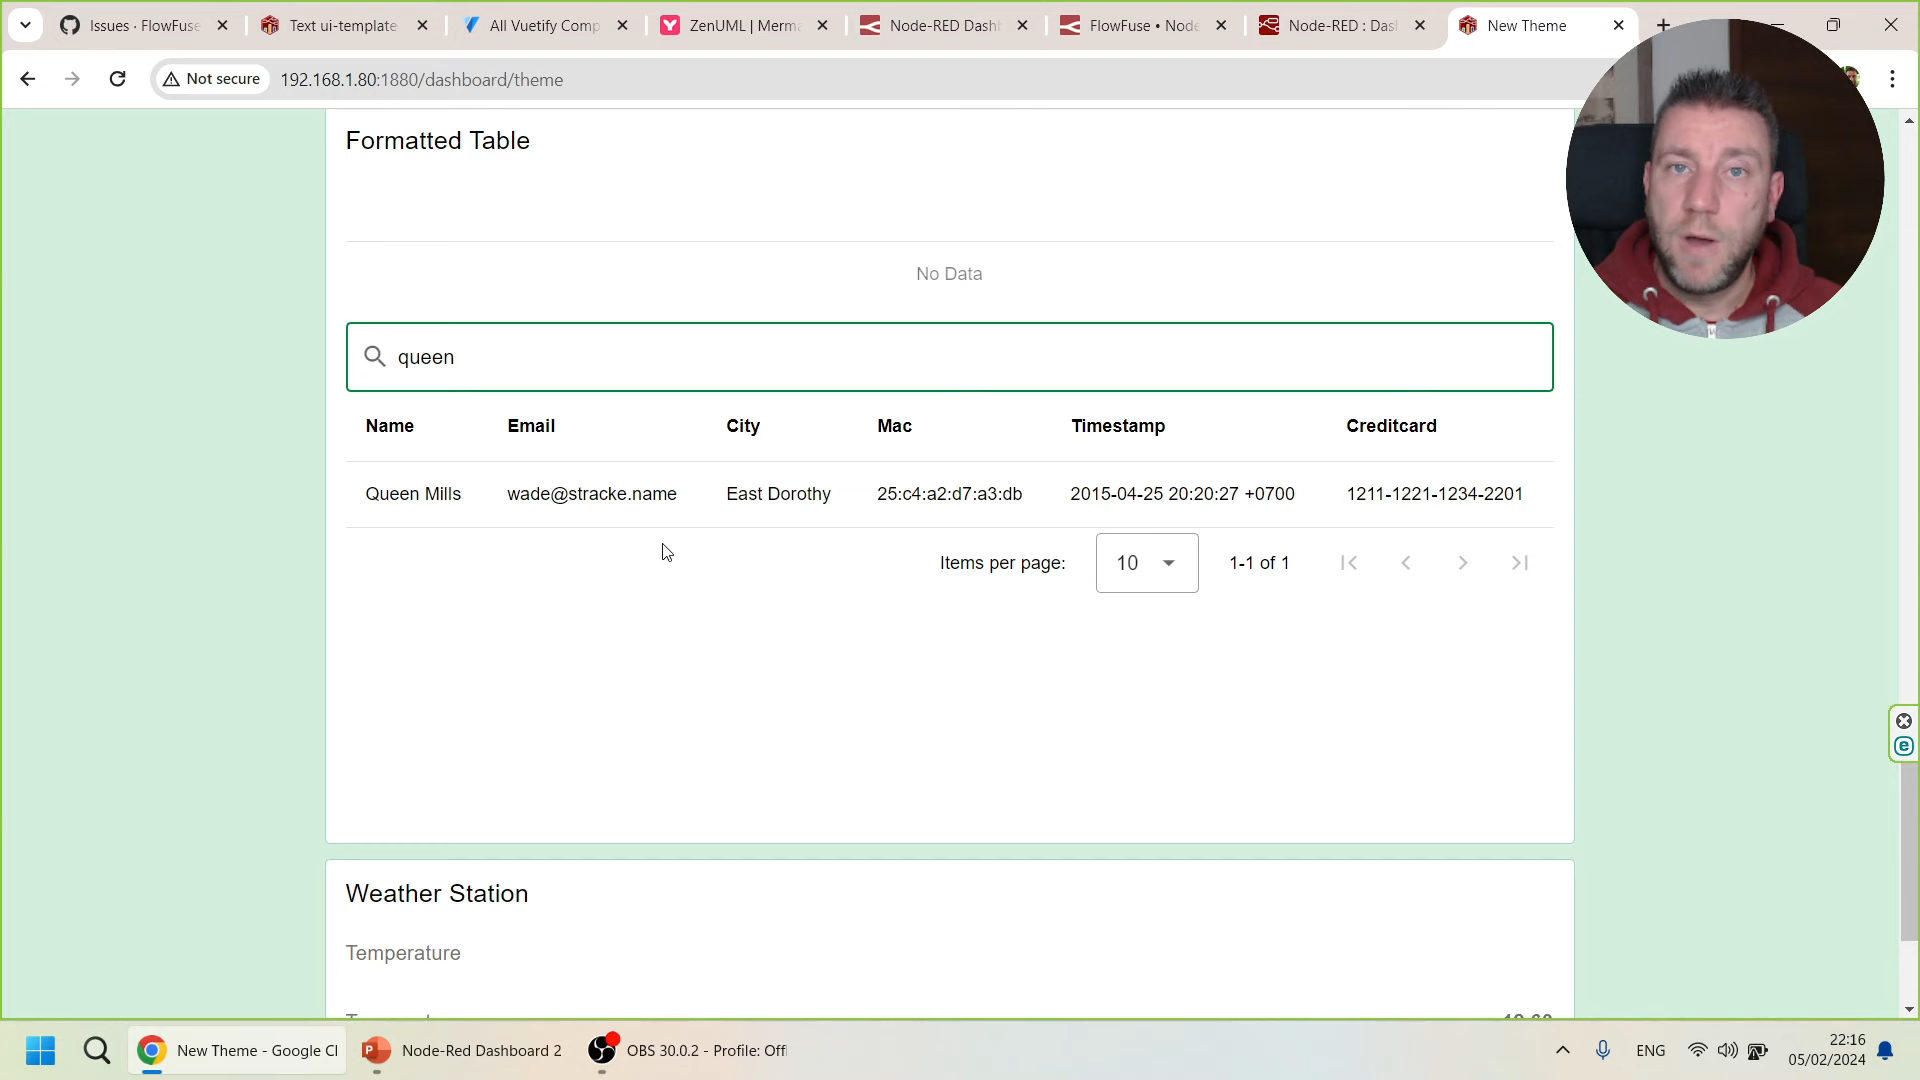 Issues · FlowFuse
Text ui-template
All Vuetify Comp
ZenUML | Merma
Node-RED Dash
FlowFuse • Node
Node-RED : Das
New Theme
Not secure
192.168.1.80:1880/dashboard/theme
Formatted Table
No Data
queen
Name Email City Mac Timestamp Creditcard
Queen Mills wade@stracke.name East Dorothy 25:c4:a2:d7:a3:db 2015-04-25 20:20:27 +0700 1211-1221-1234-2201
Items per page: 10 1-1 of 1
Weather Station
Temperature
New Theme - Google Cl
Node-Red Dashboard 2
OBS 30.0.2 - Profile: Off
ENG
22:16
05/02/2024